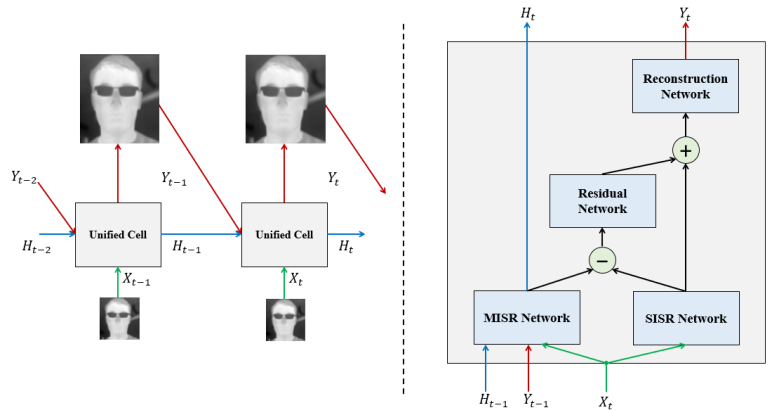 Y_{t-2}
Y_{t-1}
Y_t
Unified Cell
Unified Cell
H_{t-2}
H_{t-1}
H_t
X_{t-1}
X_t
H_t
Y_t
Reconstruction
Network
+
Residual
Network
−
MISR Network
SISR Network
H_{t-1}
Y_{t-1}
X_t